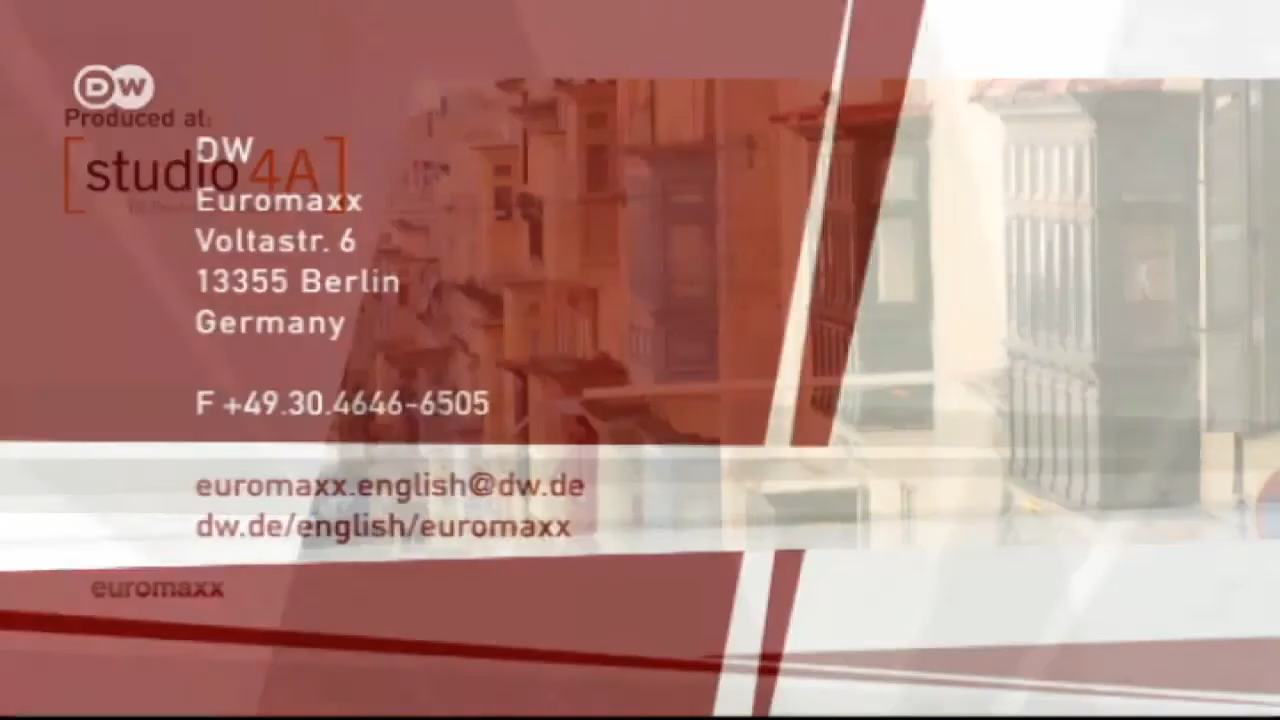 DW
Produced at:
[studio 4A]
DW
Euromaxx
Voltastr. 6
13355 Berlin
Germany
F +49.30.4646-6505
euromaxx.english@dw.de
dw.de/english/euromaxx
euromaxx